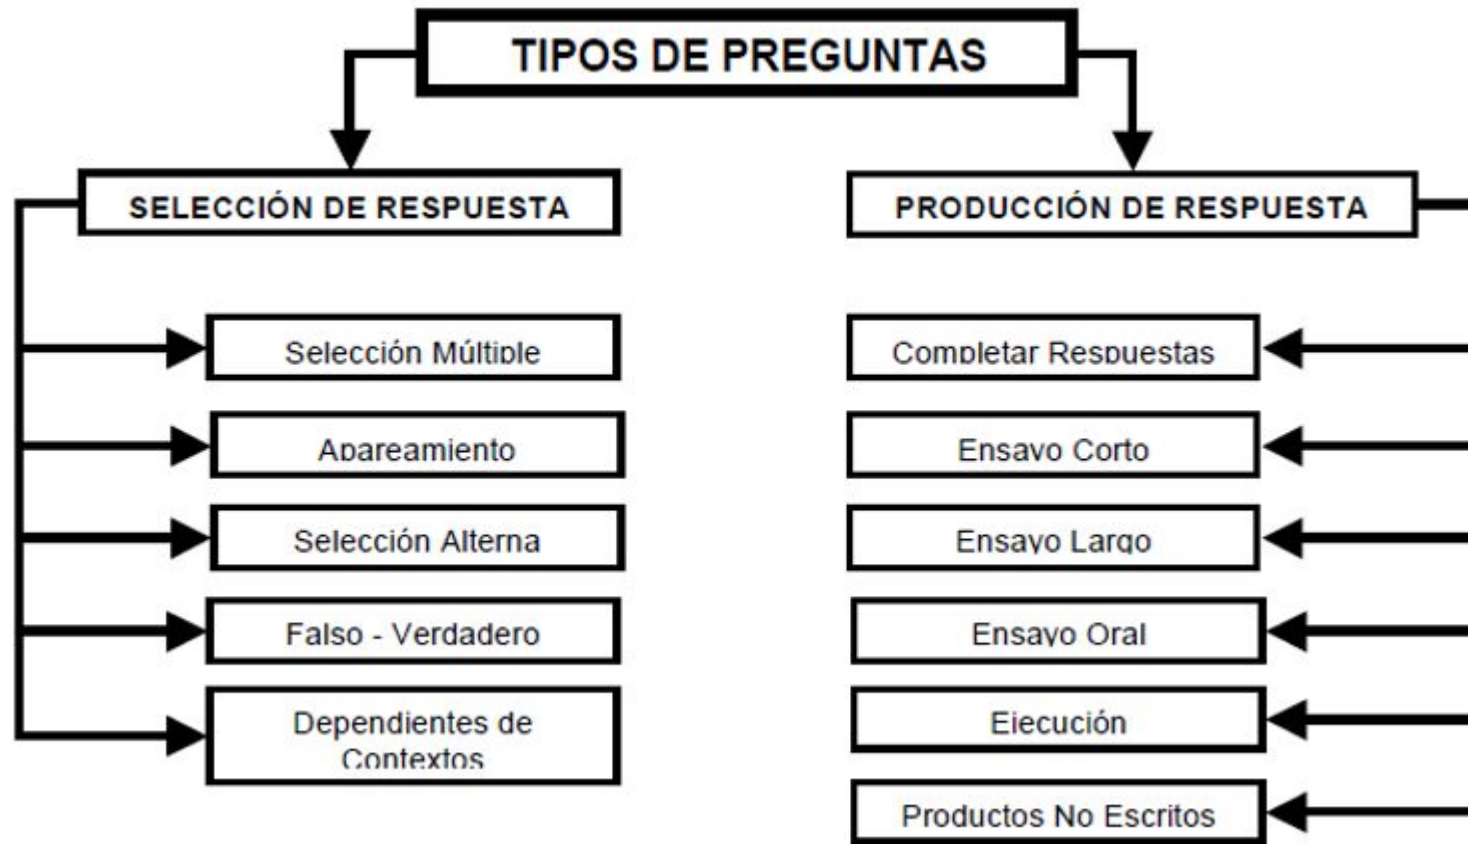 TIPOS DE PREGUNTAS
SELECCIÓN DE RESPUESTA
Selección Múltiple
Apareamiento
Selección Alterna
Falso - Verdadero
Dependientes de
Contextos
PRODUCCIÓN DE RESPUESTA
Completar Respuestas
Ensayo Corto
Ensayo Largo
Ensayo Oral
Ejecución
Productos No Escritos